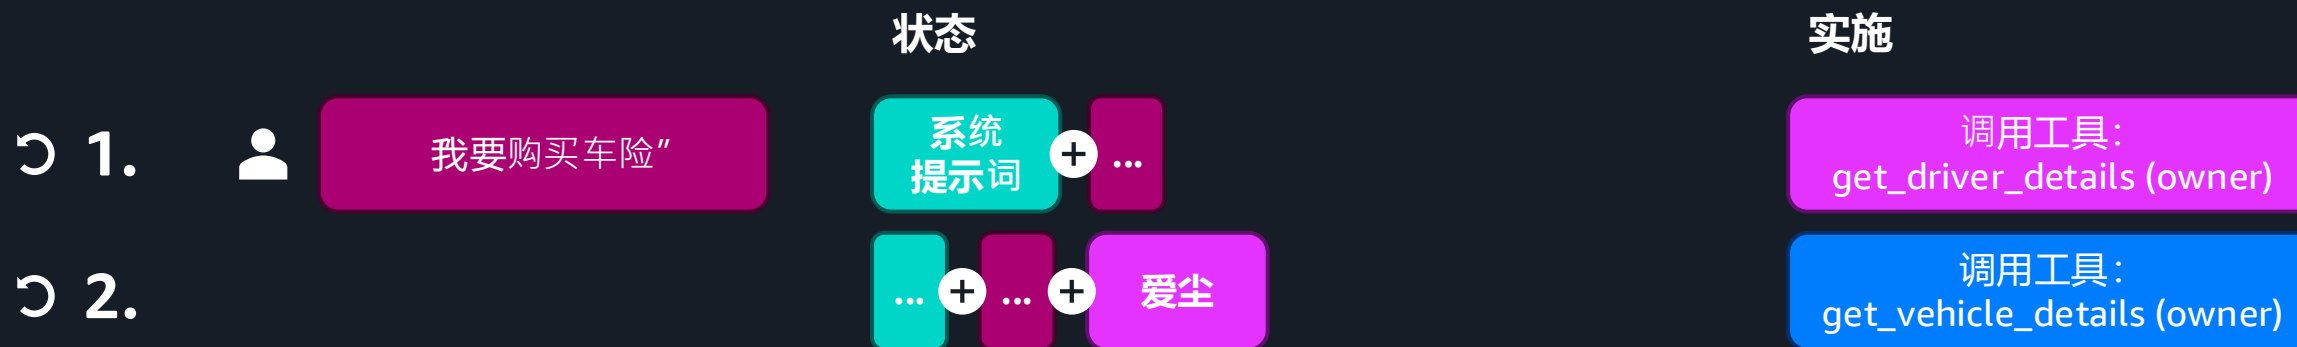 状态
实施
1.
我要购买车险”
系统
提示词
+
...
调用工具：
get_driver_details (owner)
2.
...
+
...
+
爱尘
调用工具：
get_vehicle_details (owner)